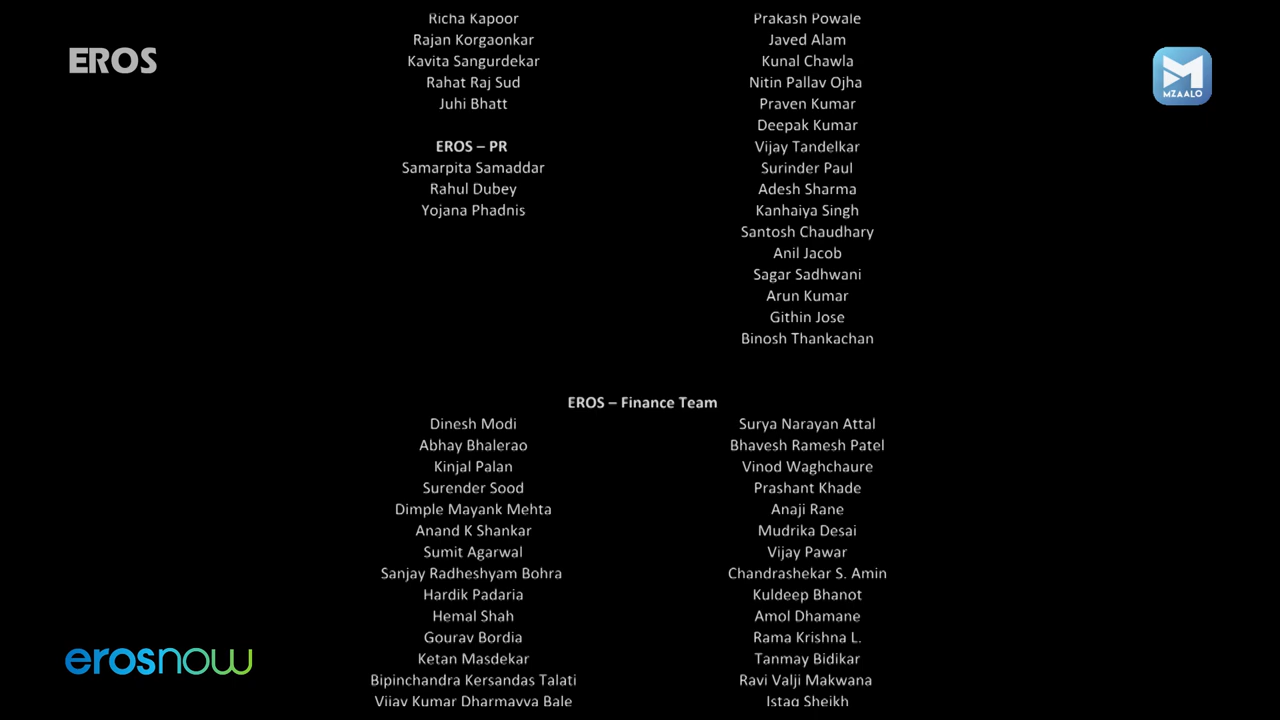 EROS
MZAALO
Richa Kapoor
Rajan Korgaonkar
Kavita Sangurdekar
Rahat Raj Sud
Juhi Bhatt
EROS – PR
Samarpita Samaddar
Rahul Dubey
Yojana Phadnis
Prakash Powale
Javed Alam
Kunal Chawla
Nitin Pallav Ojha
Praven Kumar
Deepak Kumar
Vijay Tandelkar
Surinder Paul
Adesh Sharma
Kanhaiya Singh
Santosh Chaudhary
Anil Jacob
Sagar Sadhwani
Arun Kumar
Githin Jose
Binosh Thankachan
EROS – Finance Team
Dinesh Modi
Abhay Bhalerao
Kinjal Palan
Surender Sood
Dimple Mayank Mehta
Anand K Shankar
Sumit Agarwal
Sanjay Radheshyam Bohra
Hardik Padaria
Hemal Shah
Gourav Bordia
Ketan Masdekar
Bipinchandra Kersandas Talati
Vijay Kumar Dharmayya Bale
Surya Narayan Attal
Bhavesh Ramesh Patel
Vinod Waghchaure
Prashant Khade
Anaji Rane
Mudrika Desai
Vijay Pawar
Chandrashekar S. Amin
Kuldeep Bhanot
Amol Dhamane
Rama Krishna L.
Tanmay Bidikar
Ravi Valji Makwana
Istaq Sheikh
erosnow